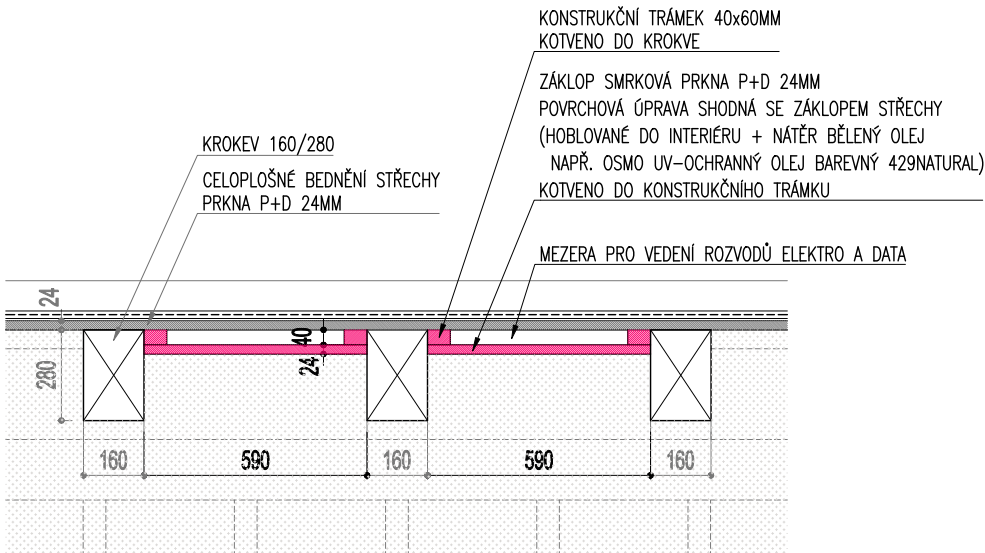 KONSTRUKČNÍ TRÁMEK 40x60MM
KOTVENO DO KROKVE
ZÁKLOP SMRKOVÁ PRKNA P+D 24MM
POVRCHOVÁ ÚPRAVA SHODNÁ SE ZÁKLOPEM STŘECHY
(HOBLOVANÉ DO INTERIÉRU + NÁTĚR BĚLENÝ OLEJ
NAPŘ. OSMO UV-OCHRANNÝ OLEJ BAREVNÝ 429NATURAL)
KOTVENO DO KONSTRUKČNÍHO TRÁMKU
KROKEV 160/280
CELOPLOŠNÉ BEDNĚNÍ STŘECHY
PRKNA P+D 24MM
MEZERA PRO VEDENÍ ROZVODŮ ELEKTRO A DATA
24
280
40
24
160
590
160
590
160